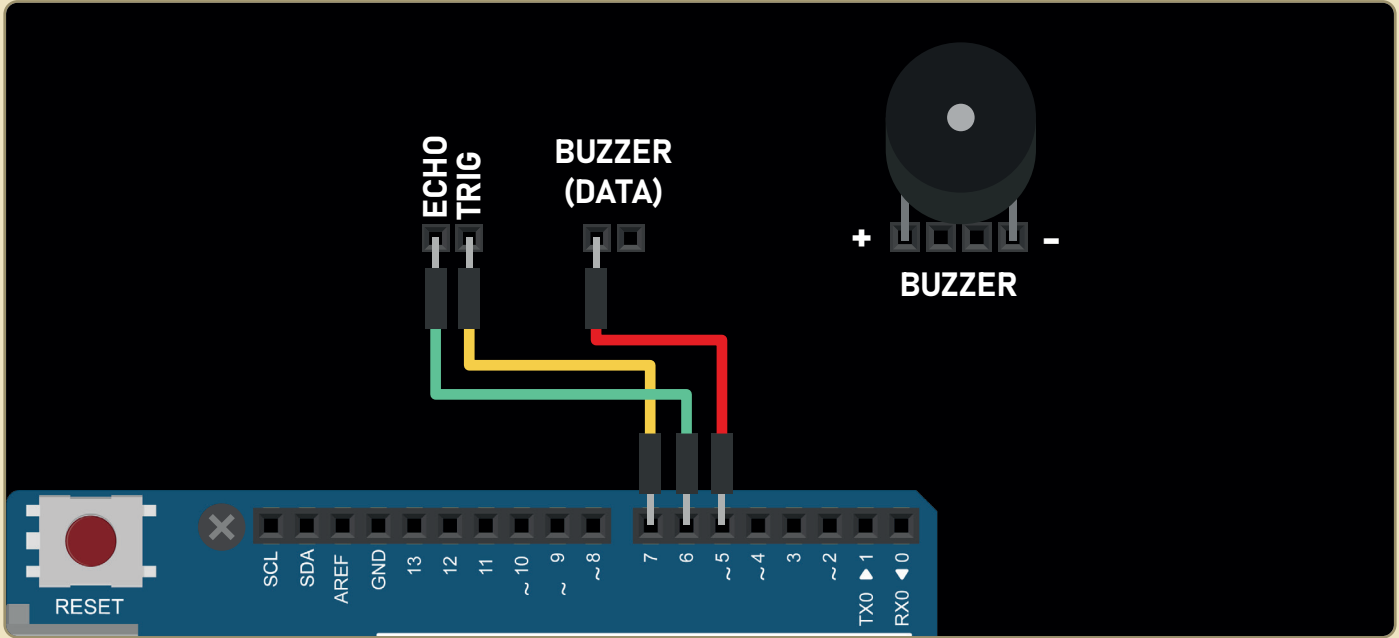 ECHO
TRIG
BUZZER
(DATA)
+
-
BUZZER
SCL
SDA
AREF
GND
13
12
11
~ 10
~ 9
~ 8
7
6
~ 5
~ 4
3
~ 2
TX0 ▶ 1
RX0 ◀ 0
RESET